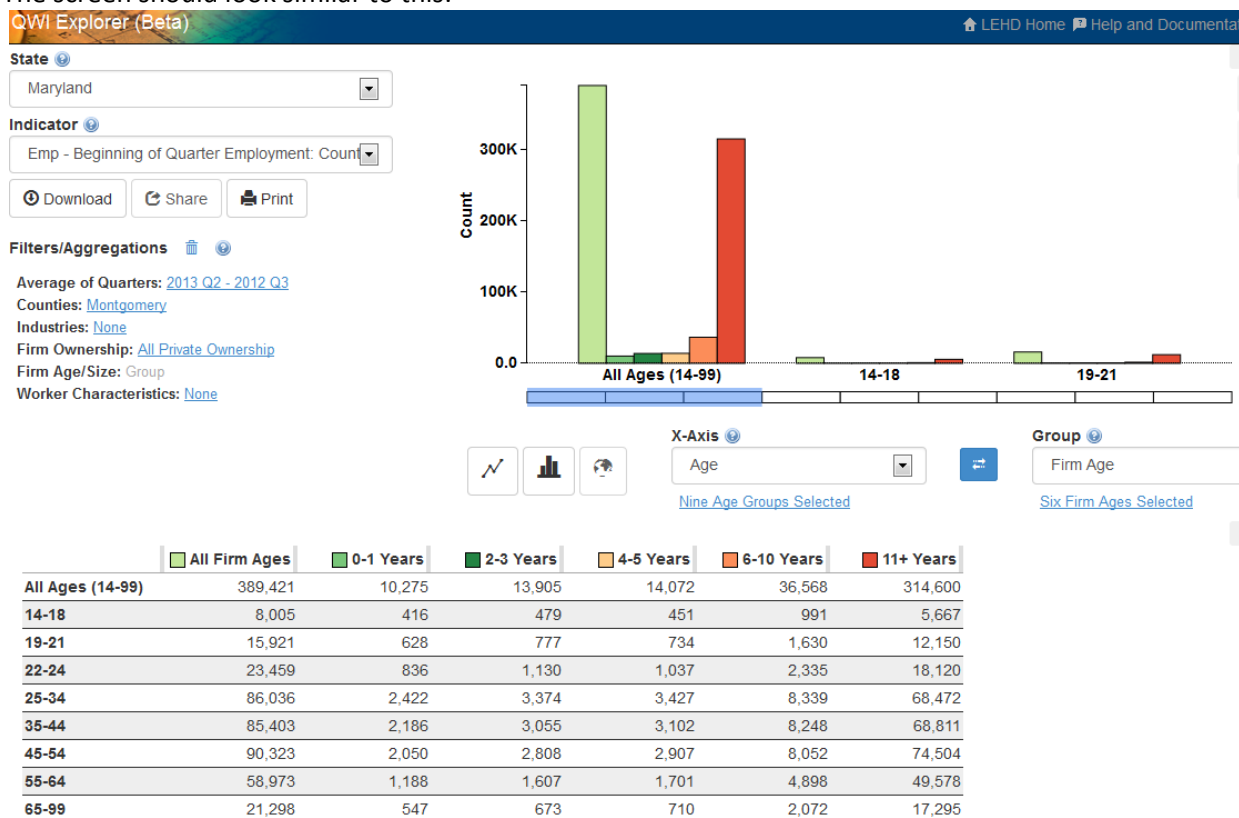 The screen should look similar to this:
QWI Explorer (Beta)
LEHD Home Help and Documentat
State
Maryland
Indicator
Emp - Beginning of Quarter Employment: Count
Download Share Print
Filters/Aggregations
Average of Quarters: 2013 Q2 - 2012 Q3
Counties: Montgomery
Industries: None
Firm Ownership: All Private Ownership
Firm Age/Size: Group
Worker Characteristics: None
Count
300K
200K
100K
0.0
All Ages (14-99) 14-18 19-21
X-Axis
Age
Nine Age Groups Selected
Group
Firm Age
Six Firm Ages Selected
All Firm Ages 0-1 Years 2-3 Years 4-5 Years 6-10 Years 11+ Years
All Ages (14-99) 389,421 10,275 13,905 14,072 36,568 314,600
14-18 8,005 416 479 451 991 5,667
19-21 15,921 628 777 734 1,630 12,150
22-24 23,459 836 1,130 1,037 2,335 18,120
25-34 86,036 2,422 3,374 3,427 8,339 68,472
35-44 85,403 2,186 3,055 3,102 8,248 68,811
45-54 90,323 2,050 2,808 2,907 8,052 74,504
55-64 58,973 1,188 1,607 1,701 4,898 49,578
65-99 21,298 547 673 710 2,072 17,295